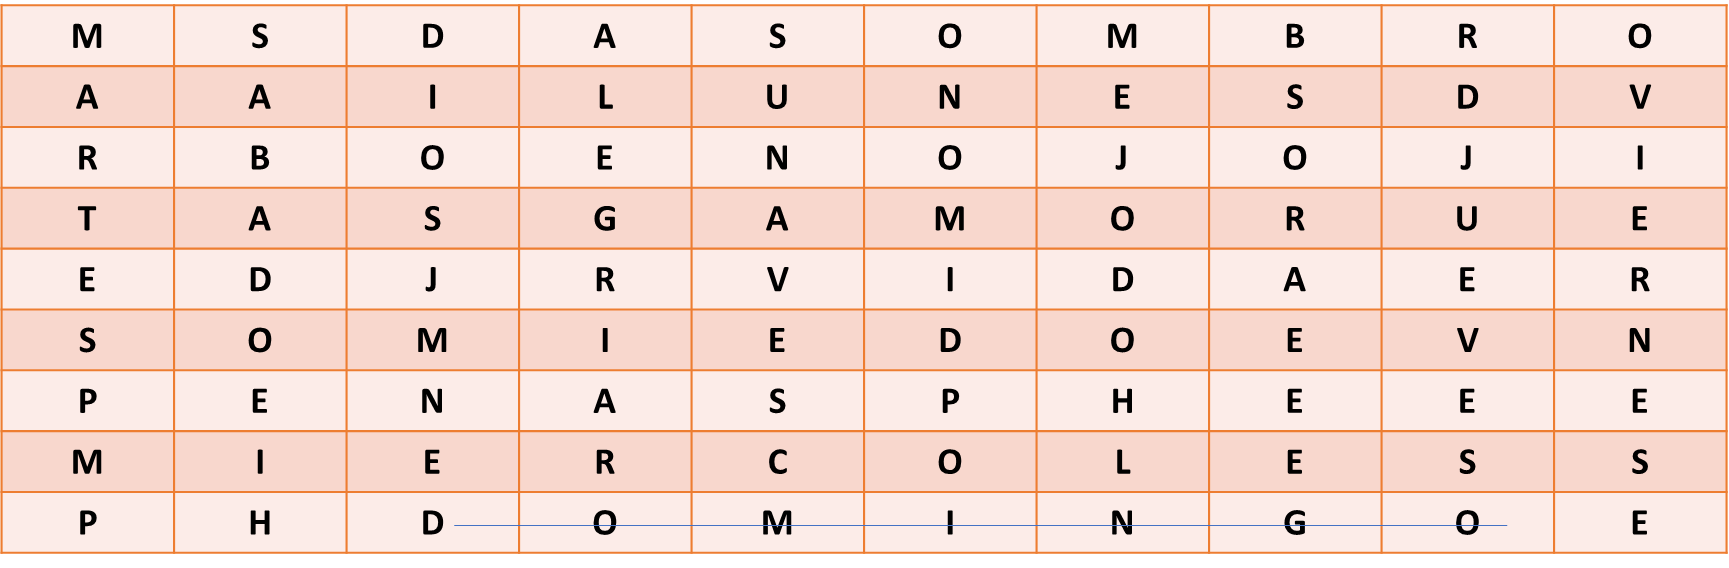 M S D A S O M B R O
A A I L U N E S D V
R B O E N O J O J I
T A S G A M O R U E
E D J R V I D A E R
S O M I E D O E V N
P E N A S P H E E E
M I E R C O L E S S
P H D O M I N G O E